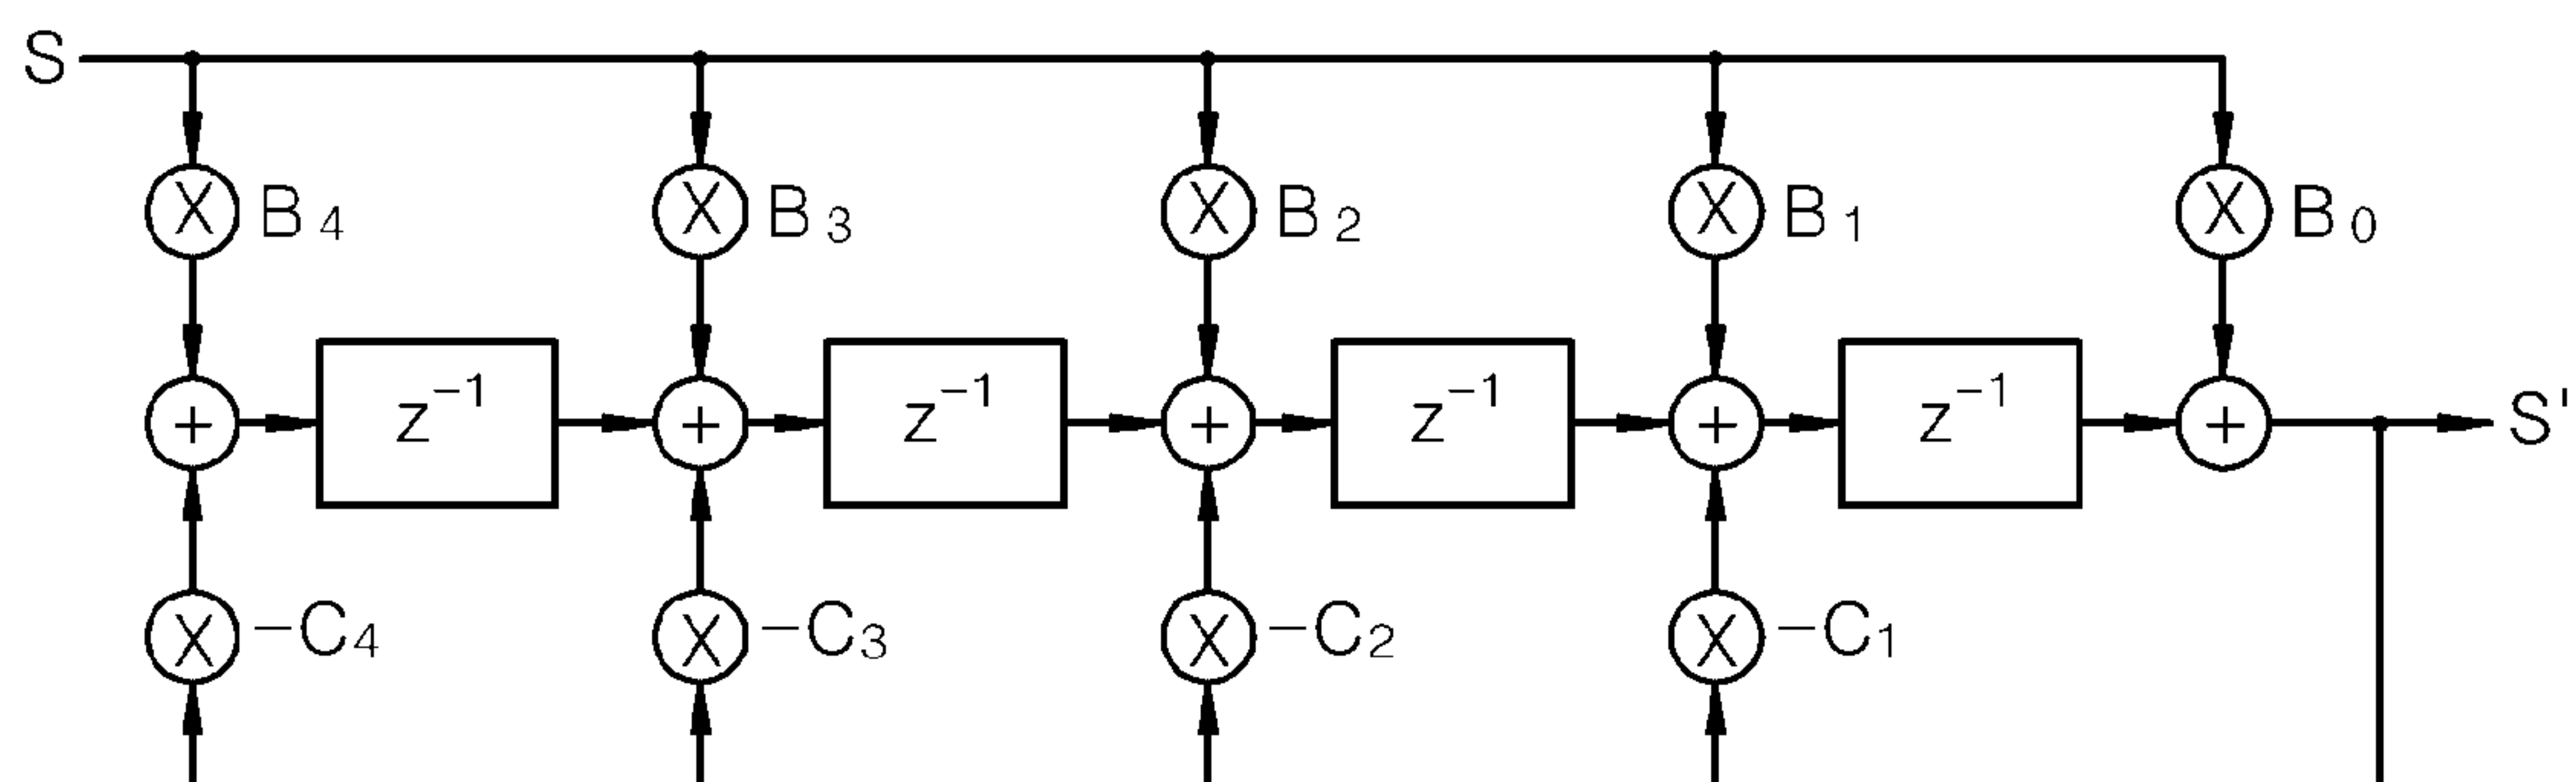 S
X B4 X B3 X B2 X B1 X B0
+ z⁻¹ + z⁻¹ + z⁻¹ + z⁻¹ + S'
X -C4 X -C3 X -C2 X -C1